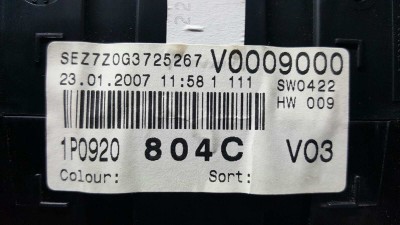 SEZ7Z0G3725267 V0009000
23.01.2007 11:58 1 111 SW0422
HW 009
1P0920 804C V03
Colour: Sort: